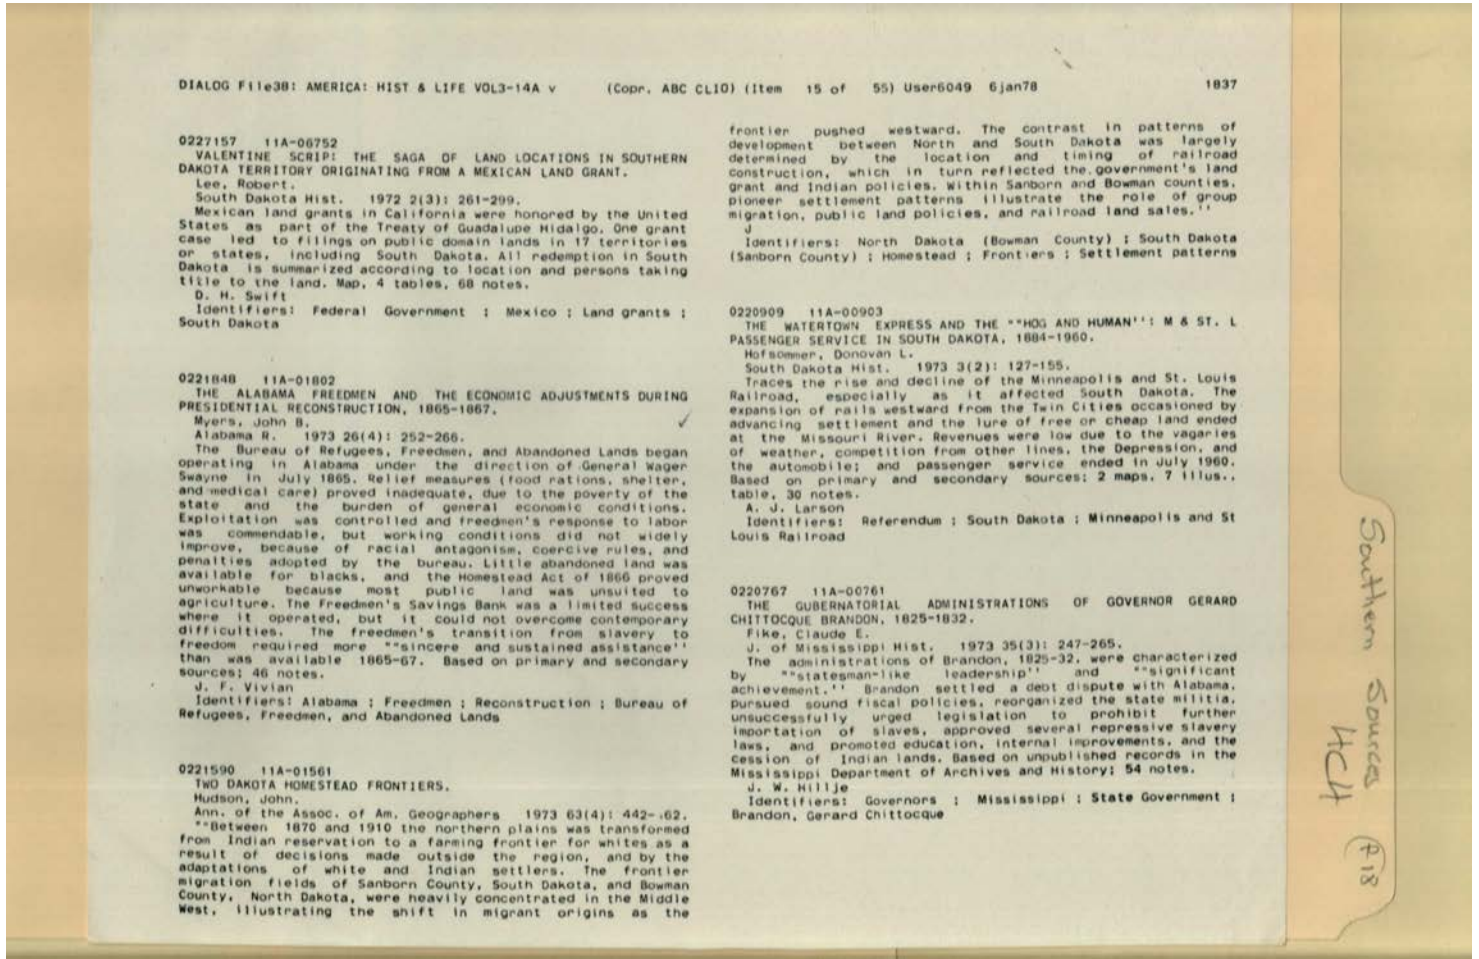 DIALOG File38: AMERICA: HIST & LIFE VOL3-14A v (Copr. ABC CLIO) (Item 15 of 55) User6049 6jan78 1837
0227157 11A-06752
VALENTINE SCRIP: THE SAGA OF LAND LOCATIONS IN SOUTHERN
DAKOTA TERRITORY ORIGINATING FROM A MEXICAN LAND GRANT.
Lee, Robert.
South Dakota Hist. 1972 2(3): 261-299.
Mexican land grants in California were honored by the United
States as part of the Treaty of Guadalupe Hidalgo. One grant
case led to filings on public domain lands in 17 territories
or states, including South Dakota. All redemption in South
Dakota is summarized according to location and persons taking
title to the land. Map, 4 tables, 68 notes.
D. H. Swift
Identifiers: Federal Government ; Mexico ; Land grants ;
South Dakota
0221848 11A-01802
THE ALABAMA FREEDMEN AND THE ECONOMIC ADJUSTMENTS DURING
PRESIDENTIAL RECONSTRUCTION, 1865-1867.
Myers, John B.
Alabama R. 1973 26(4): 252-266.
The Bureau of Refugees, Freedmen, and Abandoned Lands began
operating in Alabama under the direction of General Wager
Swayne in July 1865. Relief measures (food rations, shelter,
and medical care) proved inadequate, due to the poverty of the
state and the burden of general economic conditions.
Exploitation was controlled and freedmen's response to labor
was commendable, but working conditions did not widely
improve, because of racial antagonism, coercive rules, and
penalties adopted by the bureau. Little abandoned land was
available for blacks, and the Homestead Act of 1866 proved
unworkable because most public land was unsuited to
agriculture. The Freedmen's Savings Bank was a limited success
where it operated, but it could not overcome contemporary
difficulties. The freedmen's transition from slavery to
freedom required more ""sincere and sustained assistance''
than was available 1865-67. Based on primary and secondary
sources; 46 notes.
J. F. Vivian
Identifiers: Alabama ; Freedmen ; Reconstruction ; Bureau of
Refugees, Freedmen, and Abandoned Lands
0221590 11A-01561
TWO DAKOTA HOMESTEAD FRONTIERS.
Hudson, John.
Ann. of the Assoc. of Am. Geographers 1973 63(4): 442-.62.
""Between 1870 and 1910 the northern plains was transformed
from Indian reservation to a farming frontier for whites as a
result of decisions made outside the region, and by the
adaptations of white and Indian settlers. The frontier
migration fields of Sanborn County, South Dakota, and Bowman
County, North Dakota, were heavily concentrated in the Middle
West, illustrating the shift in migrant origins as the
frontier pushed westward. The contrast in patterns of
development between North and South Dakota was largely
determined by the location and timing of railroad
construction, which in turn reflected the government's land
grant and Indian policies. Within Sanborn and Bowman counties,
pioneer settlement patterns illustrate the role of group
migration, public land policies, and railroad land sales.''
J
Identifiers: North Dakota (Bowman County) ; South Dakota
(Sanborn County) ; Homestead ; Frontiers ; Settlement patterns
0220909 11A-00903
THE WATERTOWN EXPRESS AND THE ""HOG AND HUMAN'': M & ST. L
PASSENGER SERVICE IN SOUTH DAKOTA, 1884-1960.
Hofsommer, Donovan L.
South Dakota Hist. 1973 3(2): 127-155.
Traces the rise and decline of the Minneapolis and St. Louis
Railroad, especially as it affected South Dakota. The
expansion of rails westward from the Twin Cities occasioned by
advancing settlement and the lure of free or cheap land ended
at the Missouri River. Revenues were low due to the vagaries
of weather, competition from other lines, the Depression, and
the automobile; and passenger service ended in July 1960.
Based on primary and secondary sources; 2 maps, 7 illus.,
table, 30 notes.
A. J. Larson
Identifiers: Referendum ; South Dakota ; Minneapolis and St
Louis Railroad
0220767 11A-00761
THE GUBERNATORIAL ADMINISTRATIONS OF GOVERNOR GERARD
CHITTOCQUE BRANDON, 1825-1832.
Fike, Claude E.
J. of Mississippi Hist. 1973 35(3): 247-265.
The administrations of Brandon, 1825-32, were characterized
by ""statesman-like leadership'' and ""significant
achievement.'' Brandon settled a debt dispute with Alabama,
pursued sound fiscal policies, reorganized the state militia,
unsuccessfully urged legislation to prohibit further
importation of slaves, approved several repressive slavery
laws, and promoted education, internal improvements, and the
cession of Indian lands. Based on unpublished records in the
Mississippi Department of Archives and History; 54 notes.
J. W. Hillje
Identifiers: Governors ; Mississippi ; State Government ;
Brandon, Gerard Chittocque
Southern Sources P18
HCH